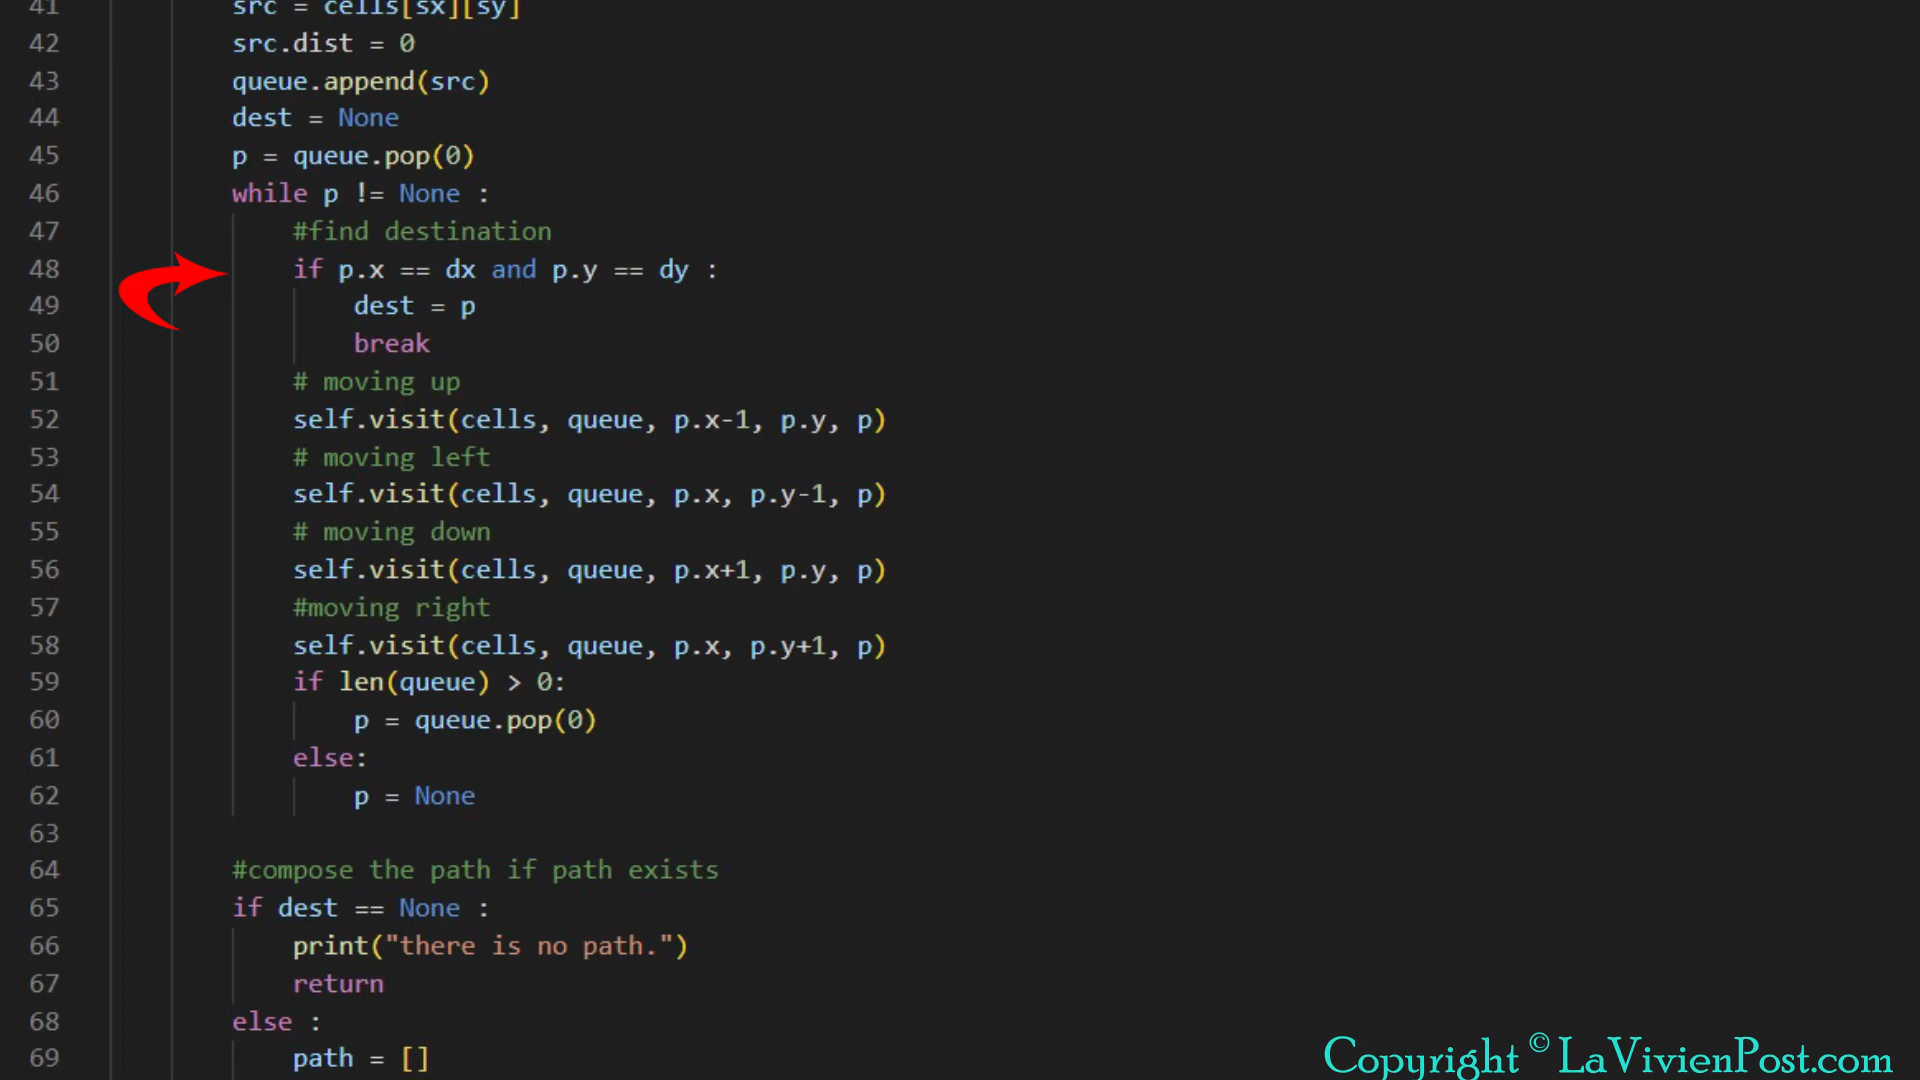 41 src = cells[sx][sy]
42 src.dist = 0
43 queue.append(src)
44 dest = None
45 p = queue.pop(0)
46 while p != None :
47 #find destination
48 if p.x == dx and p.y == dy :
49 dest = p
50 break
51 # moving up
52 self.visit(cells, queue, p.x-1, p.y, p)
53 # moving left
54 self.visit(cells, queue, p.x, p.y-1, p)
55 # moving down
56 self.visit(cells, queue, p.x+1, p.y, p)
57 #moving right
58 self.visit(cells, queue, p.x, p.y+1, p)
59 if len(queue) > 0:
60 p = queue.pop(0)
61 else:
62 p = None
63
64 #compose the path if path exists
65 if dest == None :
66 print("there is no path.")
67 return
68 else :
69 path = []
Copyright © LaVivienPost.com